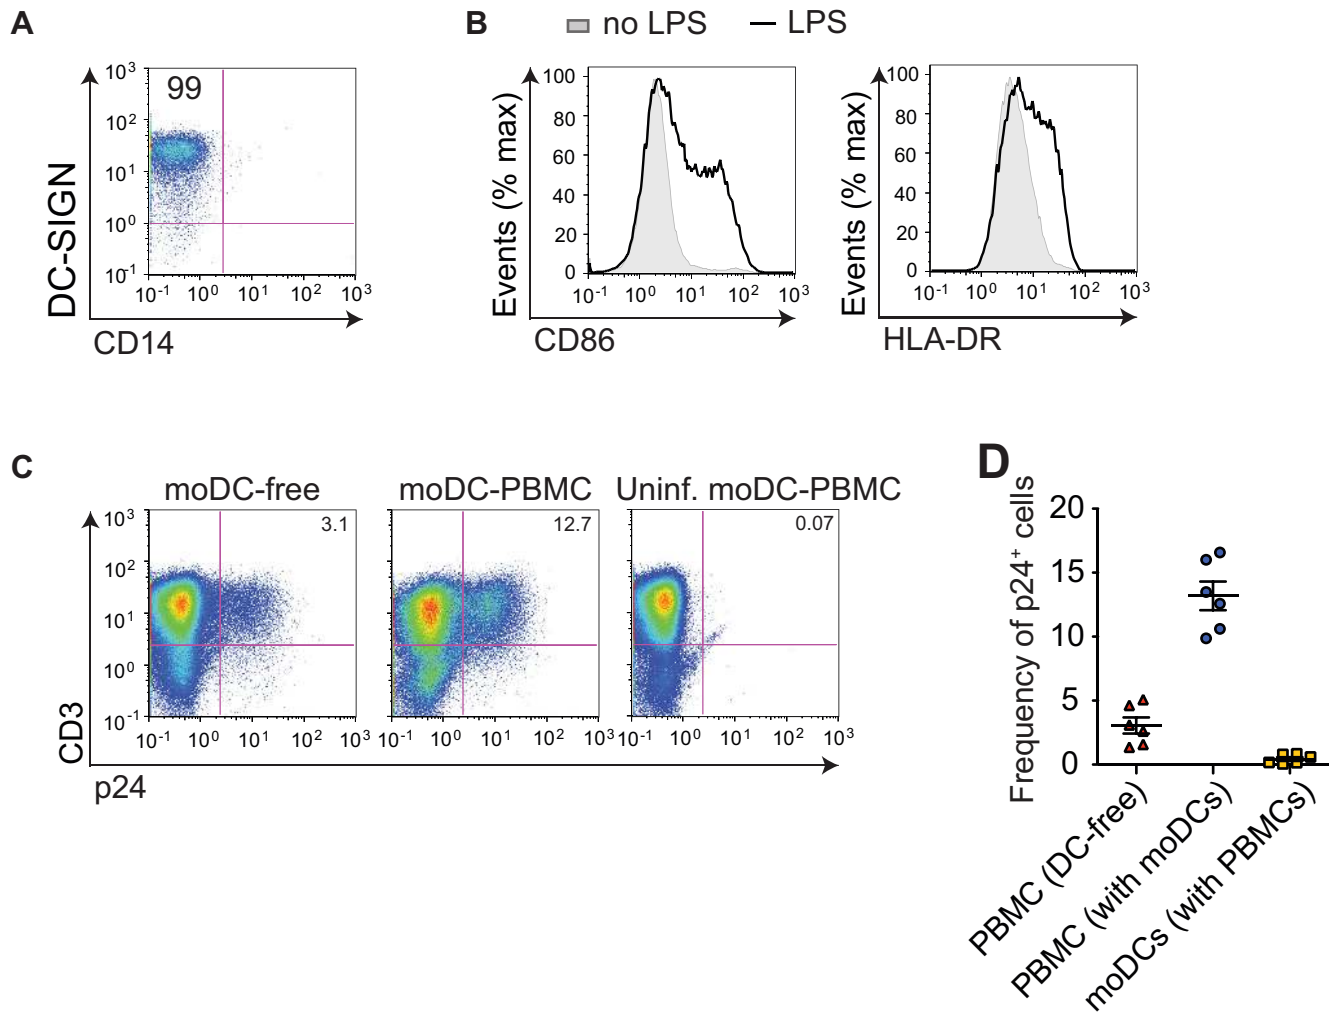 A
99
10³
10²
10¹
10⁰
10⁻¹
DC-SIGN
10⁻¹ 10⁰ 10¹ 10² 10³
CD14
B
no LPS LPS
100
80
60
40
20
0
Events (% max)
10⁻¹ 10⁰ 10¹ 10² 10³
CD86
100
80
60
40
20
0
Events (% max)
10⁻¹ 10⁰ 10¹ 10² 10³
HLA-DR
C
moDC-free moDC-PBMC Uninf. moDC-PBMC
3.1 12.7 0.07
10³
10²
10¹
10⁰
10⁻¹
CD3
10⁻¹ 10⁰ 10¹ 10² 10³ 10⁻¹ 10⁰ 10¹ 10² 10³ 10⁻¹ 10⁰ 10¹ 10² 10³
p24
D
Frequency of p24⁺ cells
20
15
10
5
0
PBMC (DC-free)
PBMC (with moDCs)
moDCs (with PBMCs)